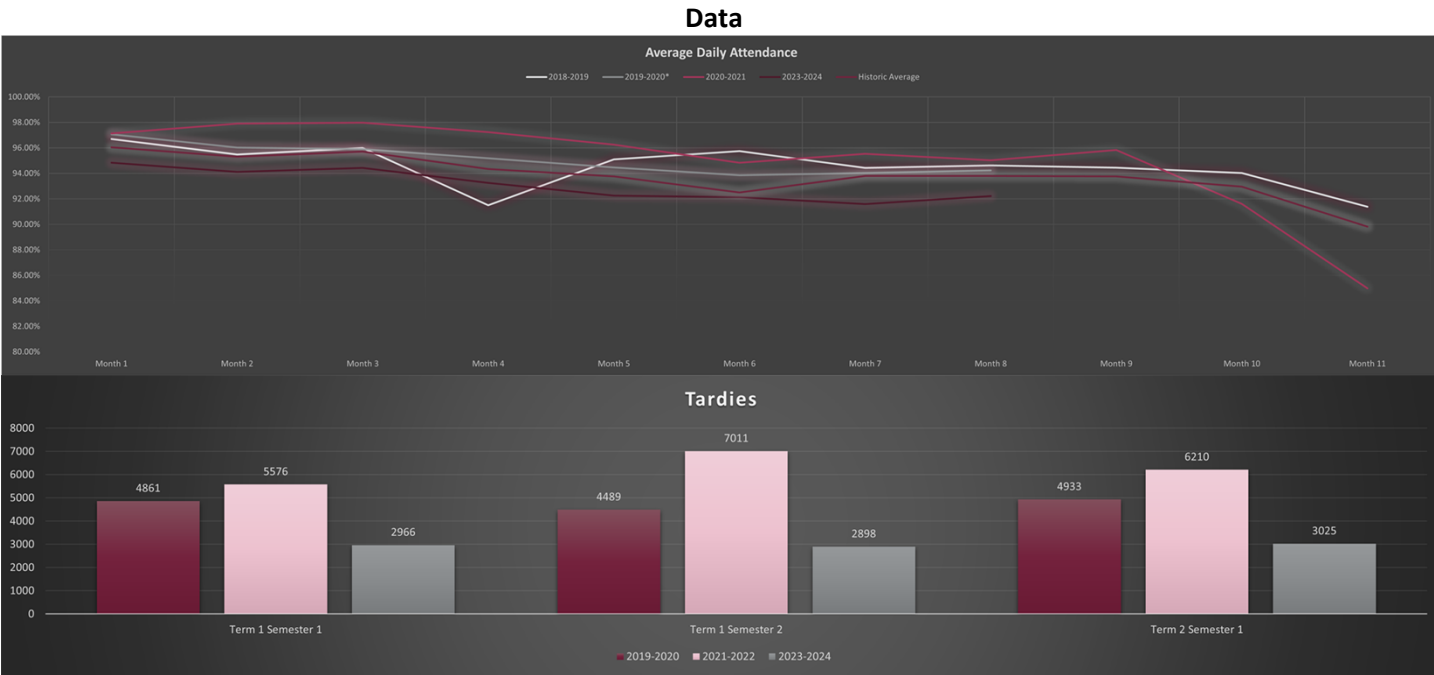 Data
Average Daily Attendance
2018-2019 2019-2020* 2020-2021 2023-2024 Historic Average
100.00%
98.00%
96.00%
94.00%
92.00%
90.00%
88.00%
86.00%
84.00%
82.00%
80.00%
Month 1 Month 2 Month 3 Month 4 Month 5 Month 6 Month 7 Month 8 Month 9 Month 10 Month 11
Tardies
8000
7000
6000
5000
4000
3000
2000
1000
0
4861 5576 2966 4489 7011 2898 4933 6210 3025
Term 1 Semester 1 Term 1 Semester 2 Term 2 Semester 1
2019-2020 2021-2022 2023-2024